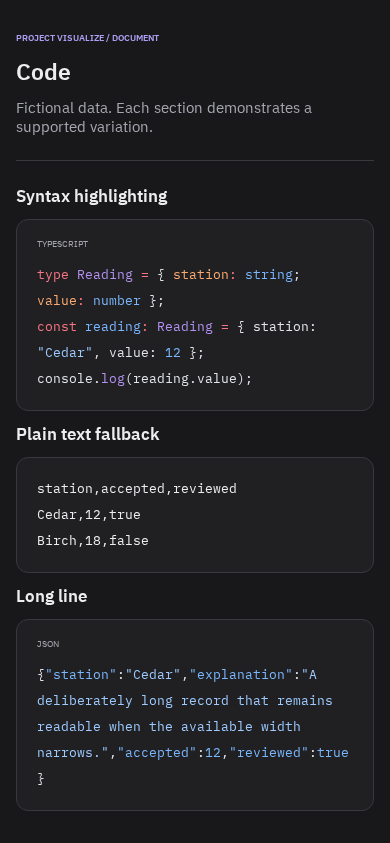 PROJECT VISUALIZE / DOCUMENT
Code
Fictional data. Each section demonstrates a
supported variation.
Syntax highlighting
TYPESCRIPT
type Reading = { station: string;
value: number };
const reading: Reading = { station:
"Cedar", value: 12 };
console.log(reading.value);
Plain text fallback
station,accepted,reviewed
Cedar,12,true
Birch,18,false
Long line
JSON
{"station":"Cedar","explanation":"A
deliberately long record that remains
readable when the available width
narrows.","accepted":12,"reviewed":true
}